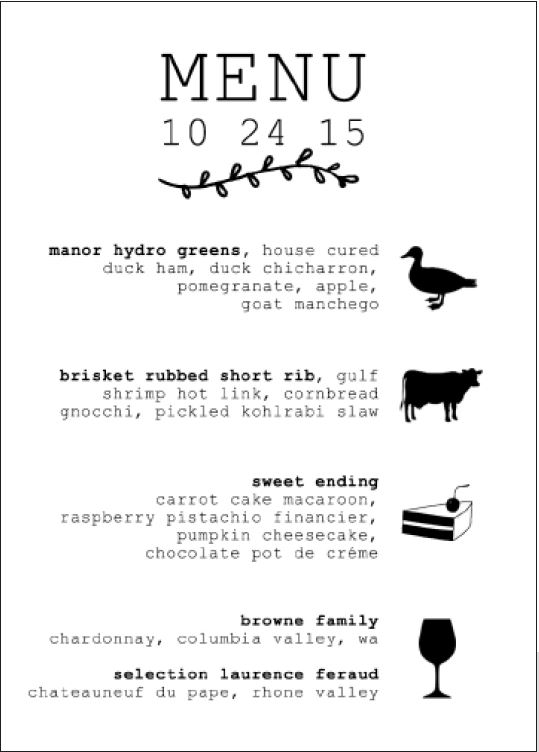 MENU
10 24 15
manor hydro greens, house cured
duck ham, duck chicharron,
pomegranate, apple,
goat manchego
brisket rubbed short rib, gulf
shrimp hot link, cornbread
gnocchi, pickled kohlrabi slaw
sweet ending
carrot cake macaroon,
raspberry pistachio financier,
pumpkin cheesecake,
chocolate pot de créme
browne family
chardonnay, columbia valley, wa
selection laurence feraud
chateauneuf du pape, rhone valley